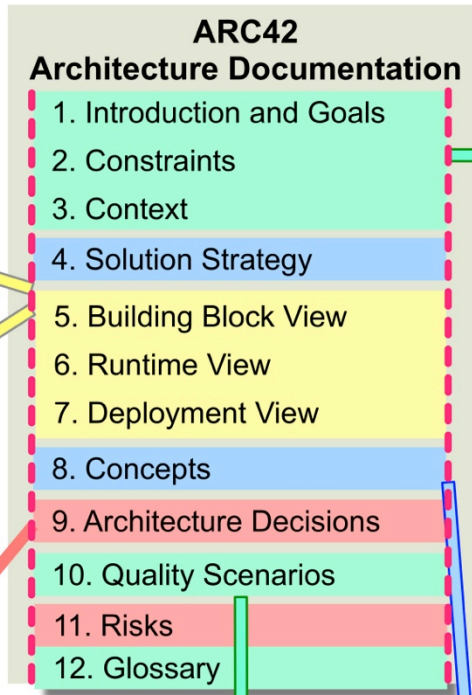 ARC42
Architecture Documentation
1. Introduction and Goals
2. Constraints
3. Context
4. Solution Strategy
5. Building Block View
6. Runtime View
7. Deployment View
8. Concepts
9. Architecture Decisions
10. Quality Scenarios
11. Risks
12. Glossary